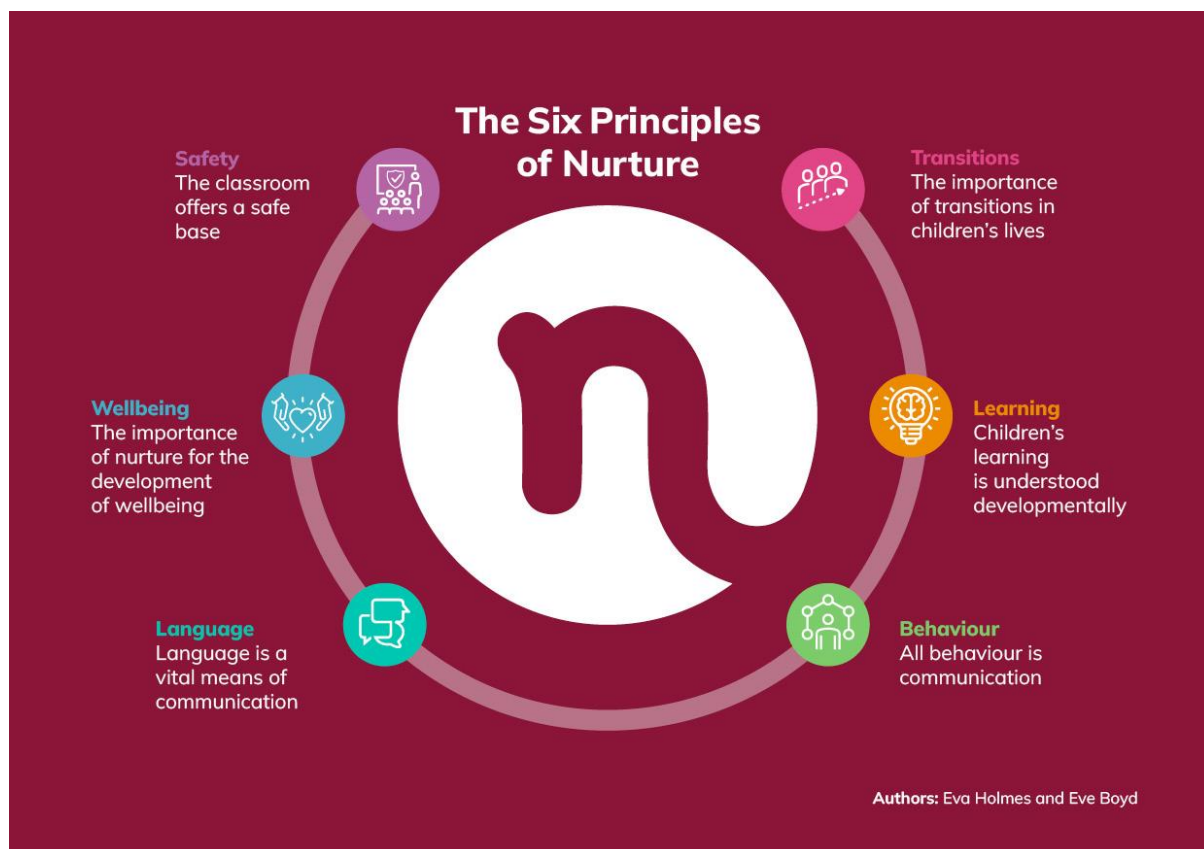 The Six Principles
of Nurture
Safety
The classroom
offers a safe
base
Transitions
The importance
of transitions in
children’s lives
Wellbeing
The importance
of nurture for the
development
of wellbeing
Learning
Children’s
learning
is understood
developmentally
Language
Language is a
vital means of
communication
Behaviour
All behaviour is
communication
n
Authors: Eva Holmes and Eve Boyd